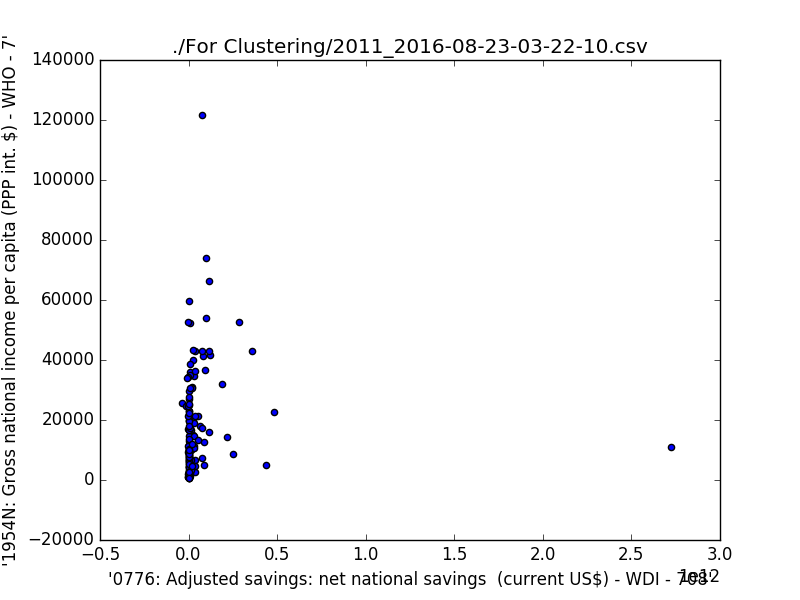 ./For Clustering/2011_2016-08-23-03-22-10.csv
'1954N: Gross national income per capita (PPP int. $) - WHO - 7'
140000
120000
100000
80000
60000
40000
20000
0
−20000
−0.5 0.0 0.5 1.0 1.5 2.0 2.5 3.0
'0776: Adjusted savings: net national savings (current US$) - WDI - 708'
1e12